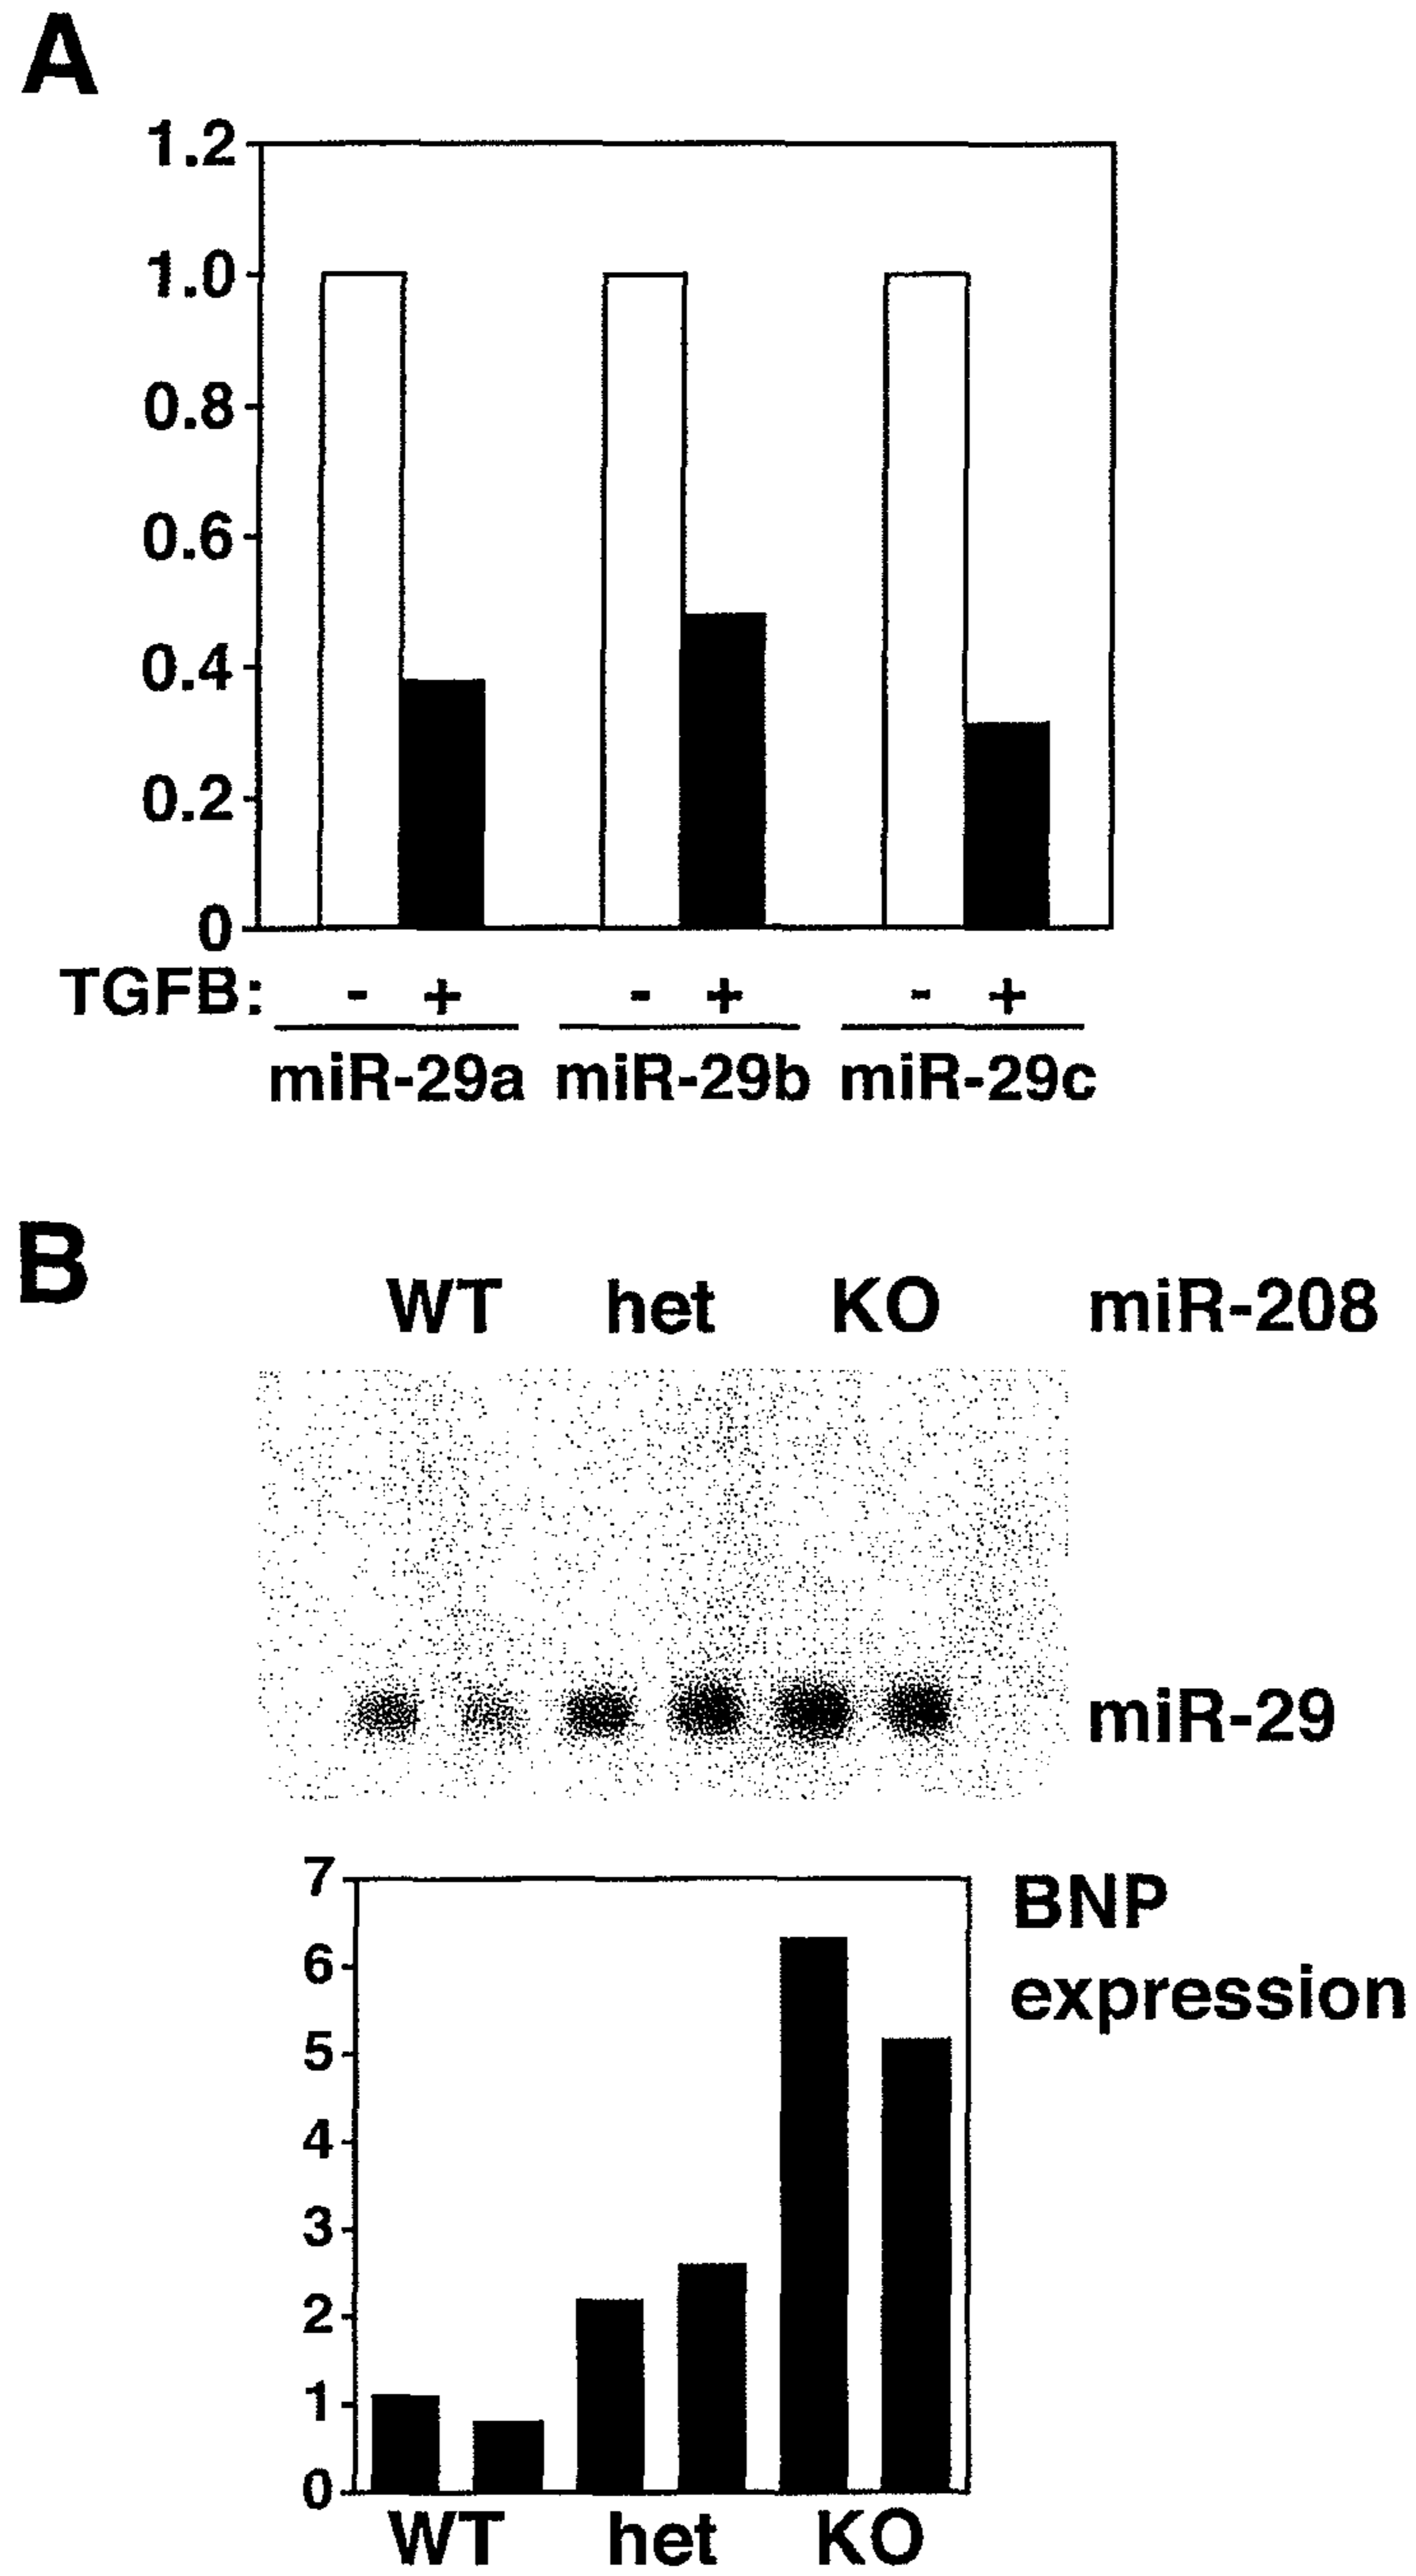 A
1.2
1.0
0.8
0.6
0.4
0.2
0
TGFB: - + - + - +
miR-29a miR-29b miR-29c
B
WT het KO miR-208
miR-29
7
6
5
4
3
2
1
0
BNP
expression
WT het KO